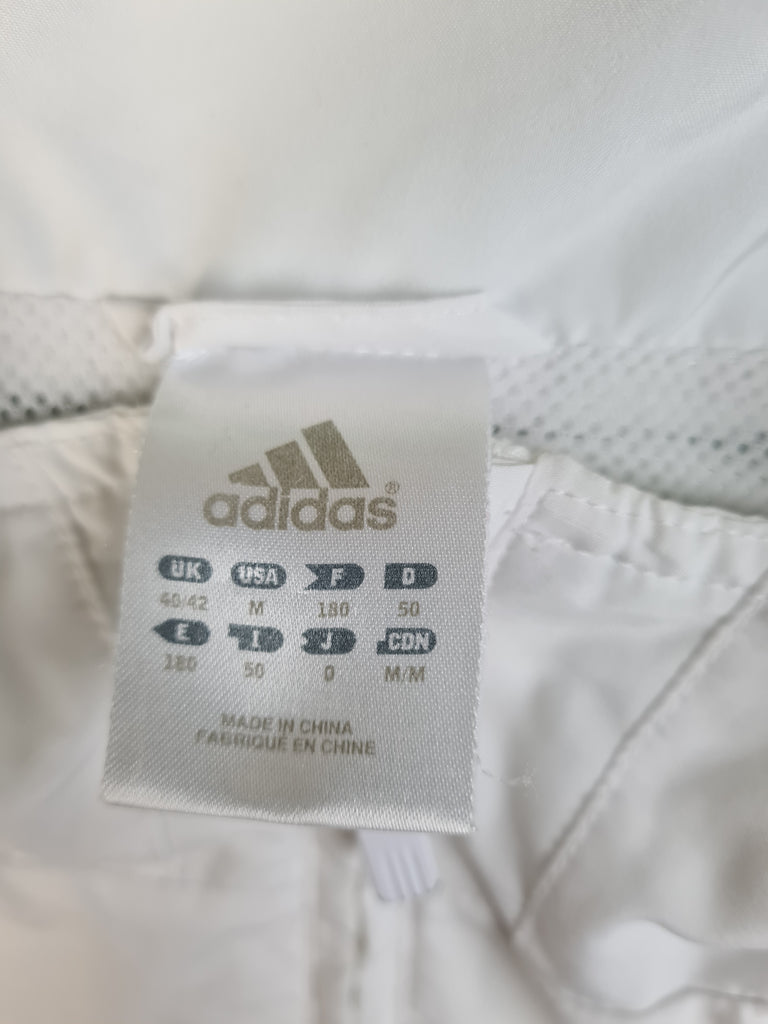 adidas®
UK USA F D
40/42 M 180 50
E I J CDN
180 50 O M/M
MADE IN CHINA
FABRIQUÉ EN CHINE